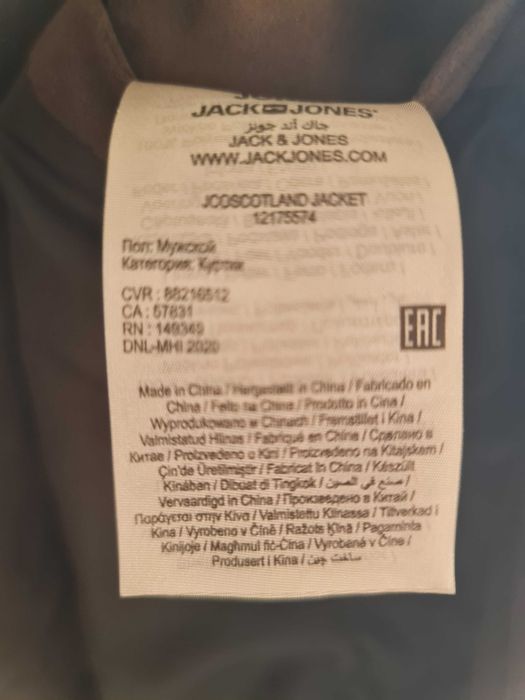 JACK & JONES®
جاك أند جونز
JACK & JONES
WWW.JACKJONES.COM
JCOSCOTLAND JACKET
12175574
Пол: Мужской
Категория: Куртки
CVR : 88216512
CA : 57831
RN : 149349
DNL-MHI 2020
EAC
Made in China / Hergestellt in China / Fabricado en
China / Feito na China / Prodotto in Cina /
Wyprodukowano w Chinach / Fremstillet i Kina /
Valmistatud Hiinas / Fabriqué en Chine / Сделано в
Китае / Proizvedeno u Kini / Proizvedeno na Kitajskem /
Çin'de Üretilmiştir / Fabricat în China / Készült
Kínában / Dibuat di Tiongkok / صنع في الصين /
Vervaardigd in China / Произведено в Китай /
Παράγεται στην Κίνα / Valmistettu Kiinassa / Tillverkad i
Kina / Vyrobeno v Číně / Ražots Ķīnā / Pagaminta
Kinijoje / Magħmul fiċ-Ċina / Vyrobené v Číne /
Produsert i Kina / ساخت چین